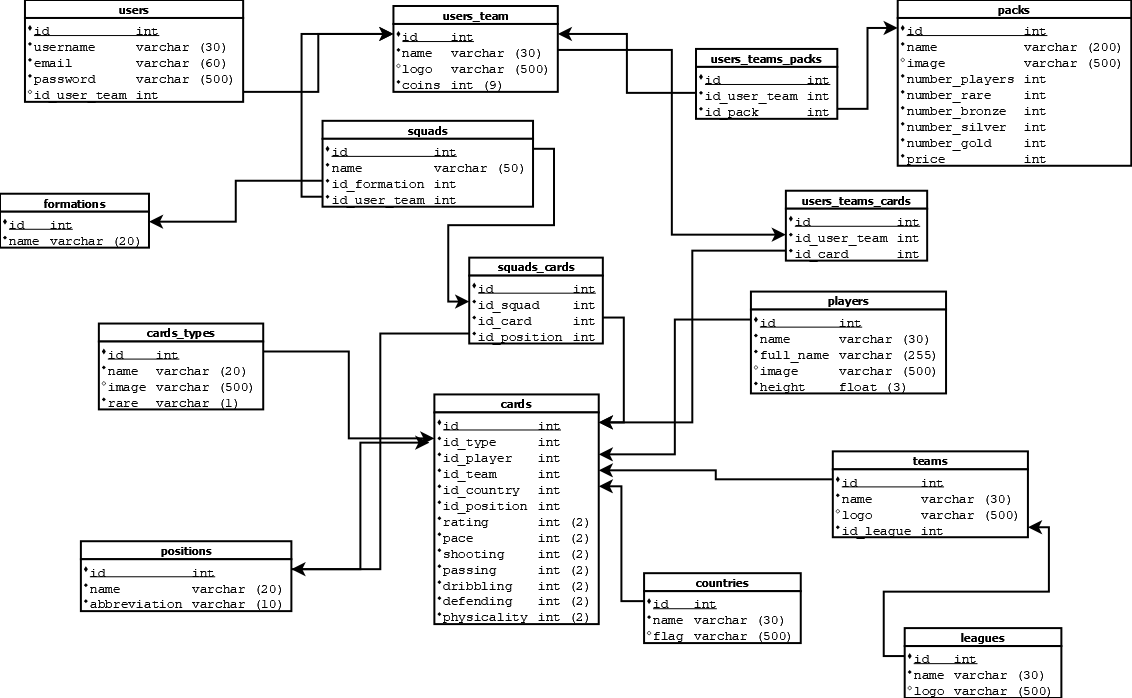 users
id int
username varchar (30)
email varchar (60)
password varchar (500)
id_user_team int
users_team
id int
name varchar (30)
logo varchar (500)
coins int (9)
users_teams_packs
id int
id_user_team int
id_pack int
packs
id int
name varchar (200)
image varchar (500)
number_players int
number_rare int
number_bronze int
number_silver int
number_gold int
price int
squads
id int
name varchar (50)
id_formation int
id_user_team int
formations
id int
name varchar (20)
users_teams_cards
id int
id_user_team int
id_card int
squads_cards
id int
id_squad int
id_card int
id_position int
players
id int
name varchar (30)
full_name varchar (255)
image varchar (500)
height float (3)
cards_types
id int
name varchar (20)
image varchar (500)
rare varchar (1)
cards
id int
id_type int
id_player int
id_team int
id_country int
id_position int
rating int (2)
pace int (2)
shooting int (2)
passing int (2)
dribbling int (2)
defending int (2)
physicality int (2)
teams
id int
name varchar (30)
logo varchar (500)
id_league int
positions
id int
name varchar (20)
abbreviation varchar (10)
countries
id int
name varchar (30)
flag varchar (500)
leagues
id int
name varchar (30)
logo varchar (500)